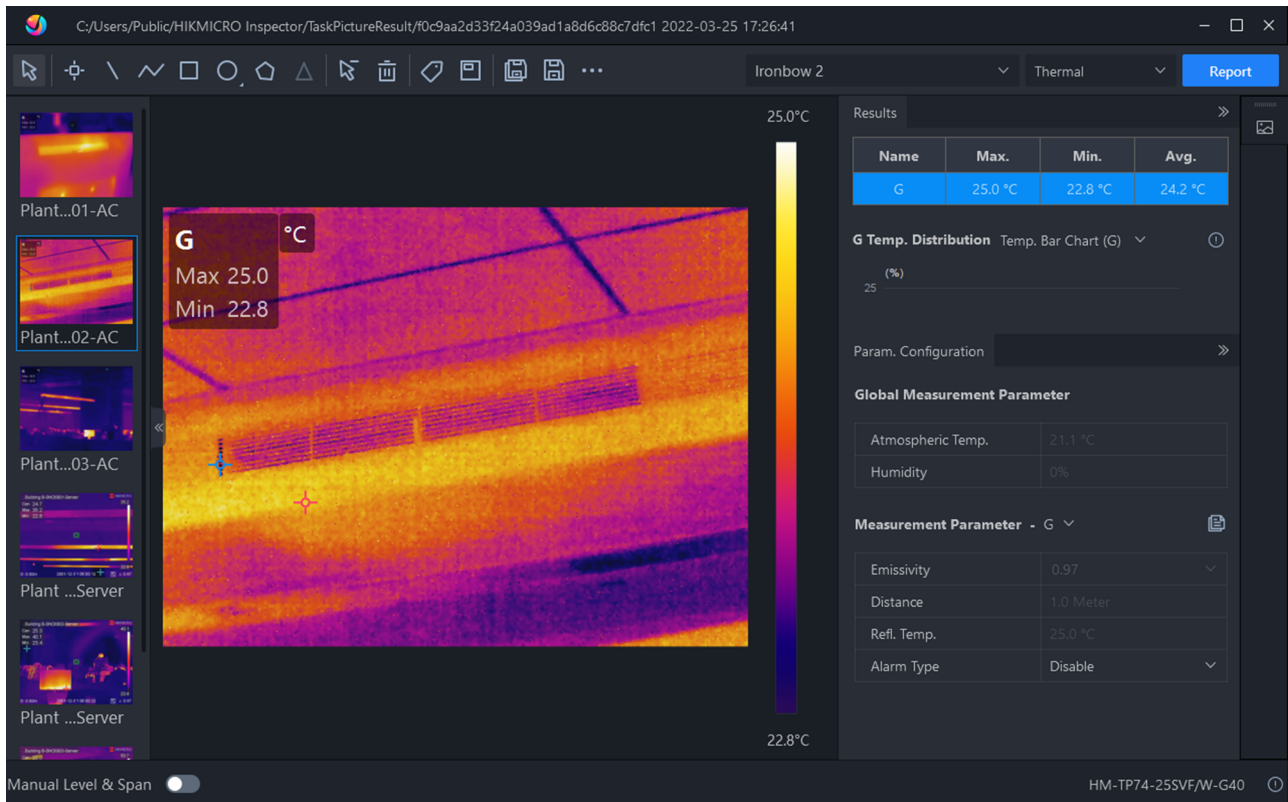 C:/Users/Public/HIKMICRO Inspector/TaskPictureResult/f0c9aa2d33f24a039ad1a8d6c88c7dfc1 2022-03-25 17:26:41
Ironbow 2
Thermal
Report
Plant...01-AC
Plant...02-AC
Plant...03-AC
Plant ...Server
Plant ...Server
G
°C
Max 25.0
Min 22.8
25.0°C
22.8°C
Results
Name Max. Min. Avg.
G 25.0 °C 22.8 °C 24.2 °C
G Temp. Distribution Temp. Bar Chart (G)
(%)
25
Param. Configuration
Global Measurement Parameter
Atmospheric Temp. 21.1 °C
Humidity 0%
Measurement Parameter - G
Emissivity 0.97
Distance 1.0 Meter
Refl. Temp. 25.0 °C
Alarm Type Disable
Manual Level & Span
HM-TP74-25SVF/W-G40